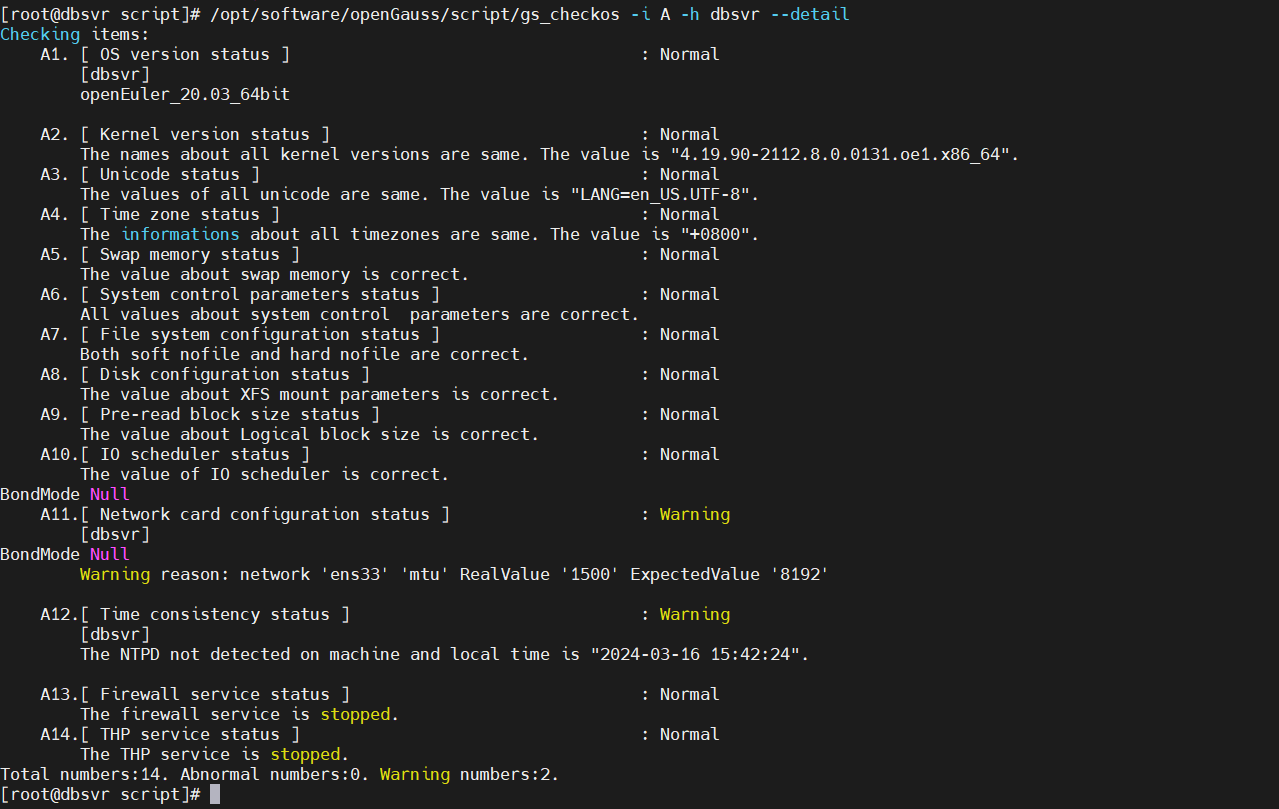 [root@dbsvr script]# /opt/software/openGauss/script/gs_checkos -i A -h dbsvr --detail
Checking items:
    A1. [ OS version status ]                                   : Normal
        [dbsvr]
        openEuler_20.03_64bit

    A2. [ Kernel version status ]                               : Normal
        The names about all kernel versions are same. The value is "4.19.90-2112.8.0.0131.oe1.x86_64".
    A3. [ Unicode status ]                                      : Normal
        The values of all unicode are same. The value is "LANG=en_US.UTF-8".
    A4. [ Time zone status ]                                    : Normal
        The informations about all timezones are same. The value is "+0800".
    A5. [ Swap memory status ]                                  : Normal
        The value about swap memory is correct.
    A6. [ System control parameters status ]                    : Normal
        All values about system control  parameters are correct.
    A7. [ File system configuration status ]                    : Normal
        Both soft nofile and hard nofile are correct.
    A8. [ Disk configuration status ]                           : Normal
        The value about XFS mount parameters is correct.
    A9. [ Pre-read block size status ]                          : Normal
        The value about Logical block size is correct.
    A10.[ IO scheduler status ]                                 : Normal
        The value of IO scheduler is correct.
BondMode Null
    A11.[ Network card configuration status ]                   : Warning
        [dbsvr]
BondMode Null
        Warning reason: network 'ens33' 'mtu' RealValue '1500' ExpectedValue '8192'

    A12.[ Time consistency status ]                             : Warning
        [dbsvr]
        The NTPD not detected on machine and local time is "2024-03-16 15:42:24".

    A13.[ Firewall service status ]                             : Normal
        The firewall service is stopped.
    A14.[ THP service status ]                                  : Normal
        The THP service is stopped.
Total numbers:14. Abnormal numbers:0. Warning numbers:2.
[root@dbsvr script]#